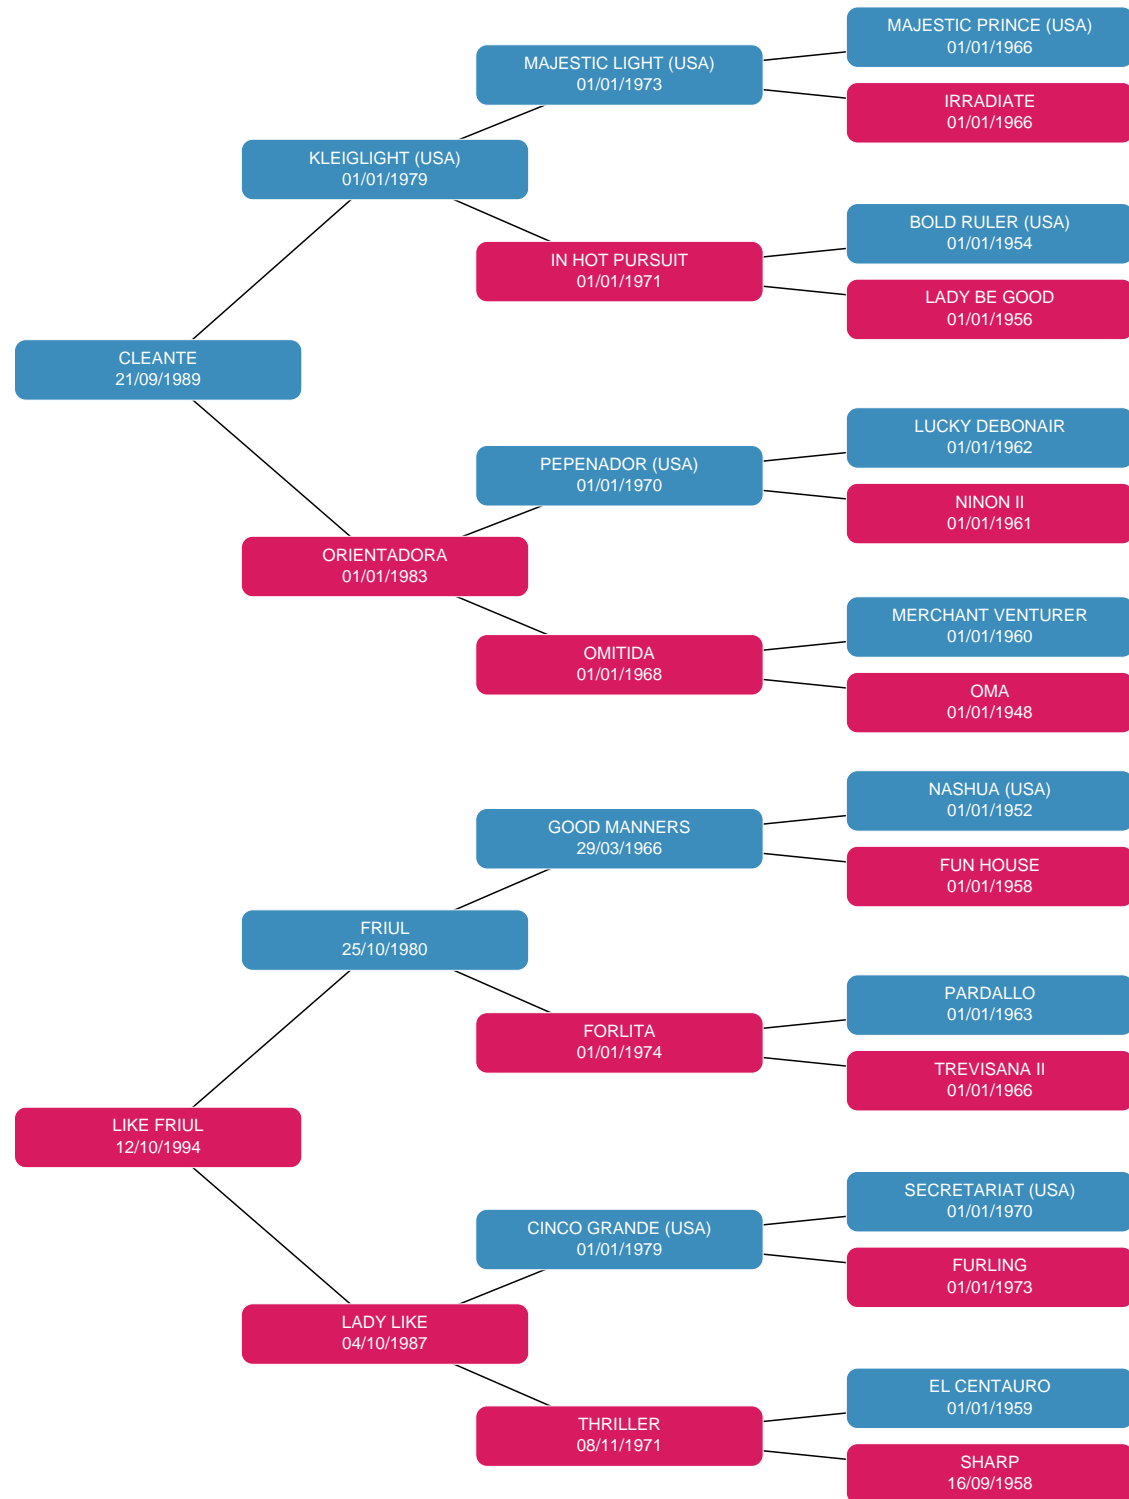 MAJESTIC PRINCE (USA)
01/01/1966
MAJESTIC LIGHT (USA)
01/01/1973
IRRADIATE
01/01/1966
KLEIGLIGHT (USA)
01/01/1979
BOLD RULER (USA)
01/01/1954
IN HOT PURSUIT
01/01/1971
LADY BE GOOD
01/01/1956
CLEANTE
21/09/1989
LUCKY DEBONAIR
01/01/1962
PEPENADOR (USA)
01/01/1970
NINON II
01/01/1961
ORIENTADORA
01/01/1983
MERCHANT VENTURER
01/01/1960
OMITIDA
01/01/1968
OMA
01/01/1948
NASHUA (USA)
01/01/1952
GOOD MANNERS
29/03/1966
FUN HOUSE
01/01/1958
FRIUL
25/10/1980
PARDALLO
01/01/1963
FORLITA
01/01/1974
TREVISANA II
01/01/1966
LIKE FRIUL
12/10/1994
SECRETARIAT (USA)
01/01/1970
CINCO GRANDE (USA)
01/01/1979
FURLING
01/01/1973
LADY LIKE
04/10/1987
EL CENTAURO
01/01/1959
THRILLER
08/11/1971
SHARP
16/09/1958